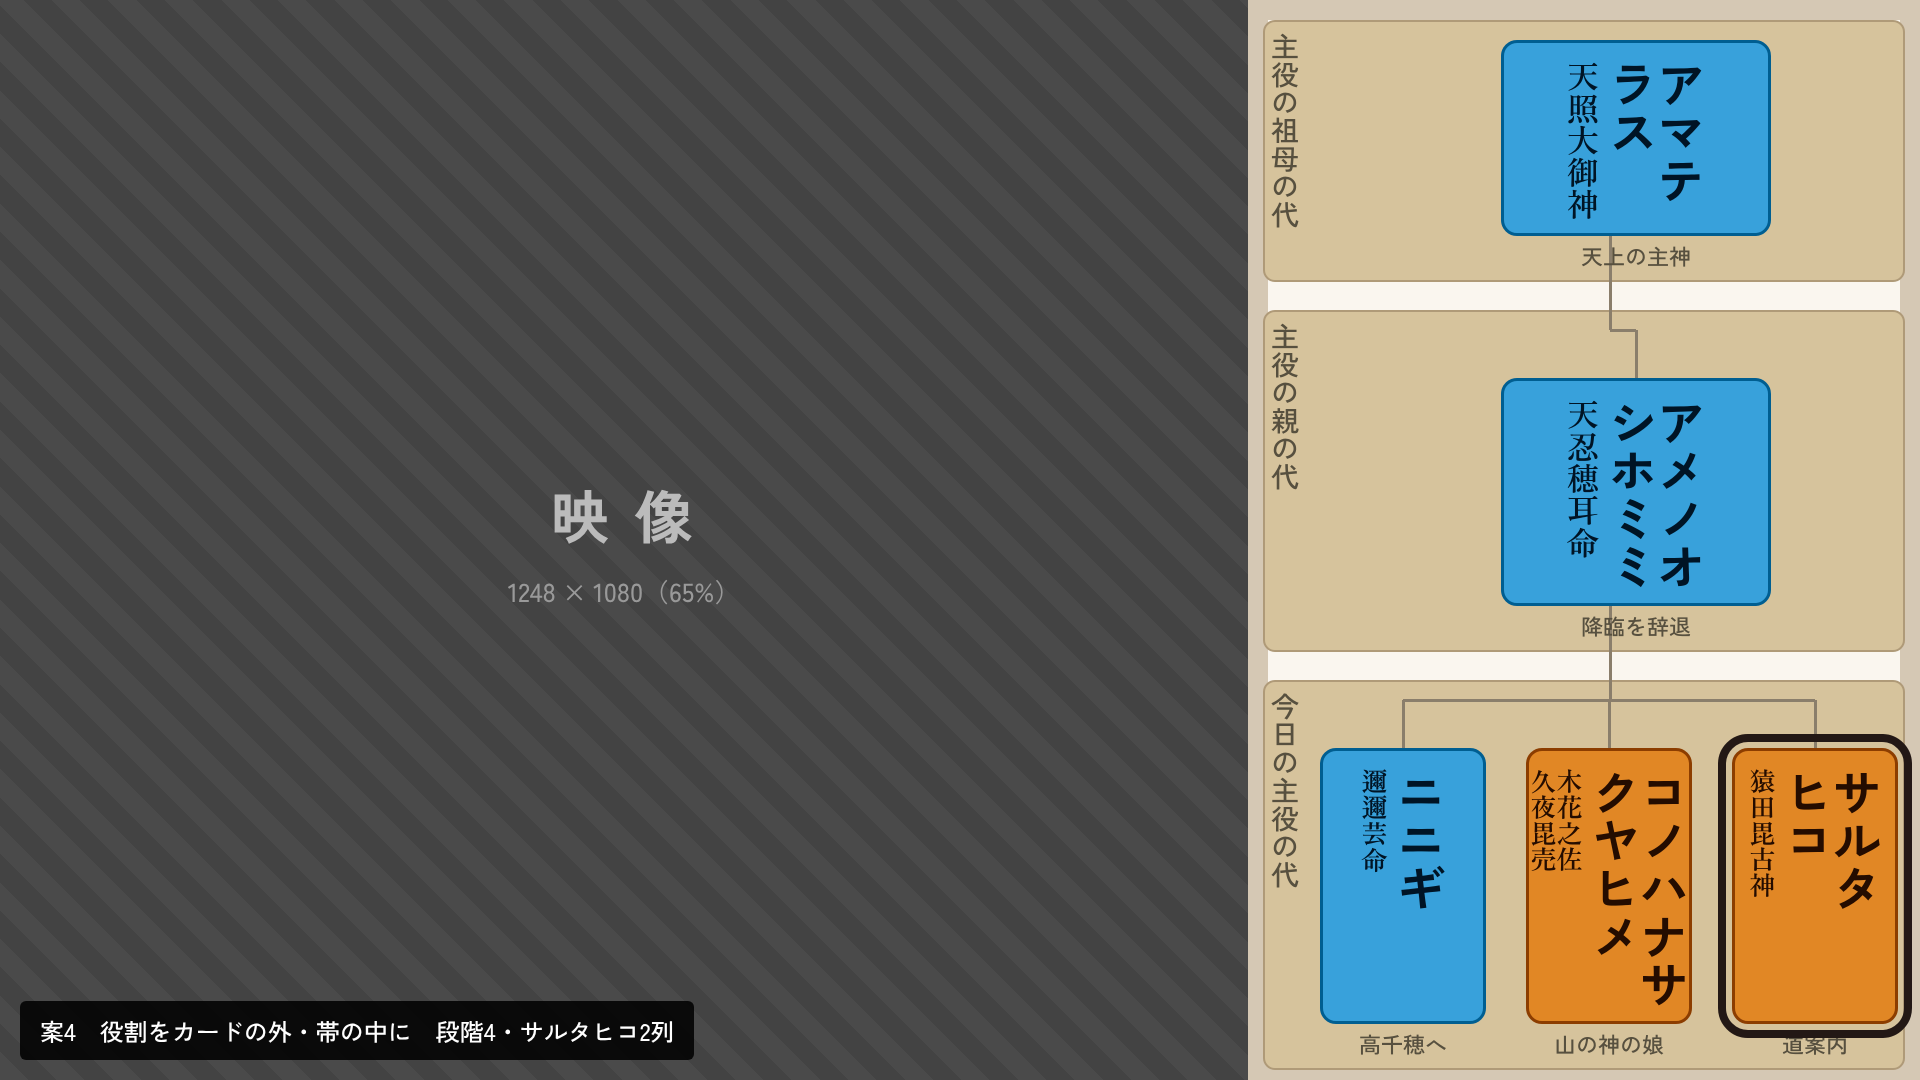 映像
1248 × 1080（65%）
案4　役割をカードの外・帯の中に　段階4・サルタヒコ2列
主役の祖母の代
アマテ
ラス
天照大御神
天上の主神
主役の親の代
アメノオ
シホミミ
天忍穂耳命
降臨を辞退
今日の主役の代
ニニギ
邇邇芸命
高千穂へ
コノハナサ
クヤヒメ
木花之佐
久夜毘売
山の神の娘
サルタ
ヒコ
猿田毘古神
道案内